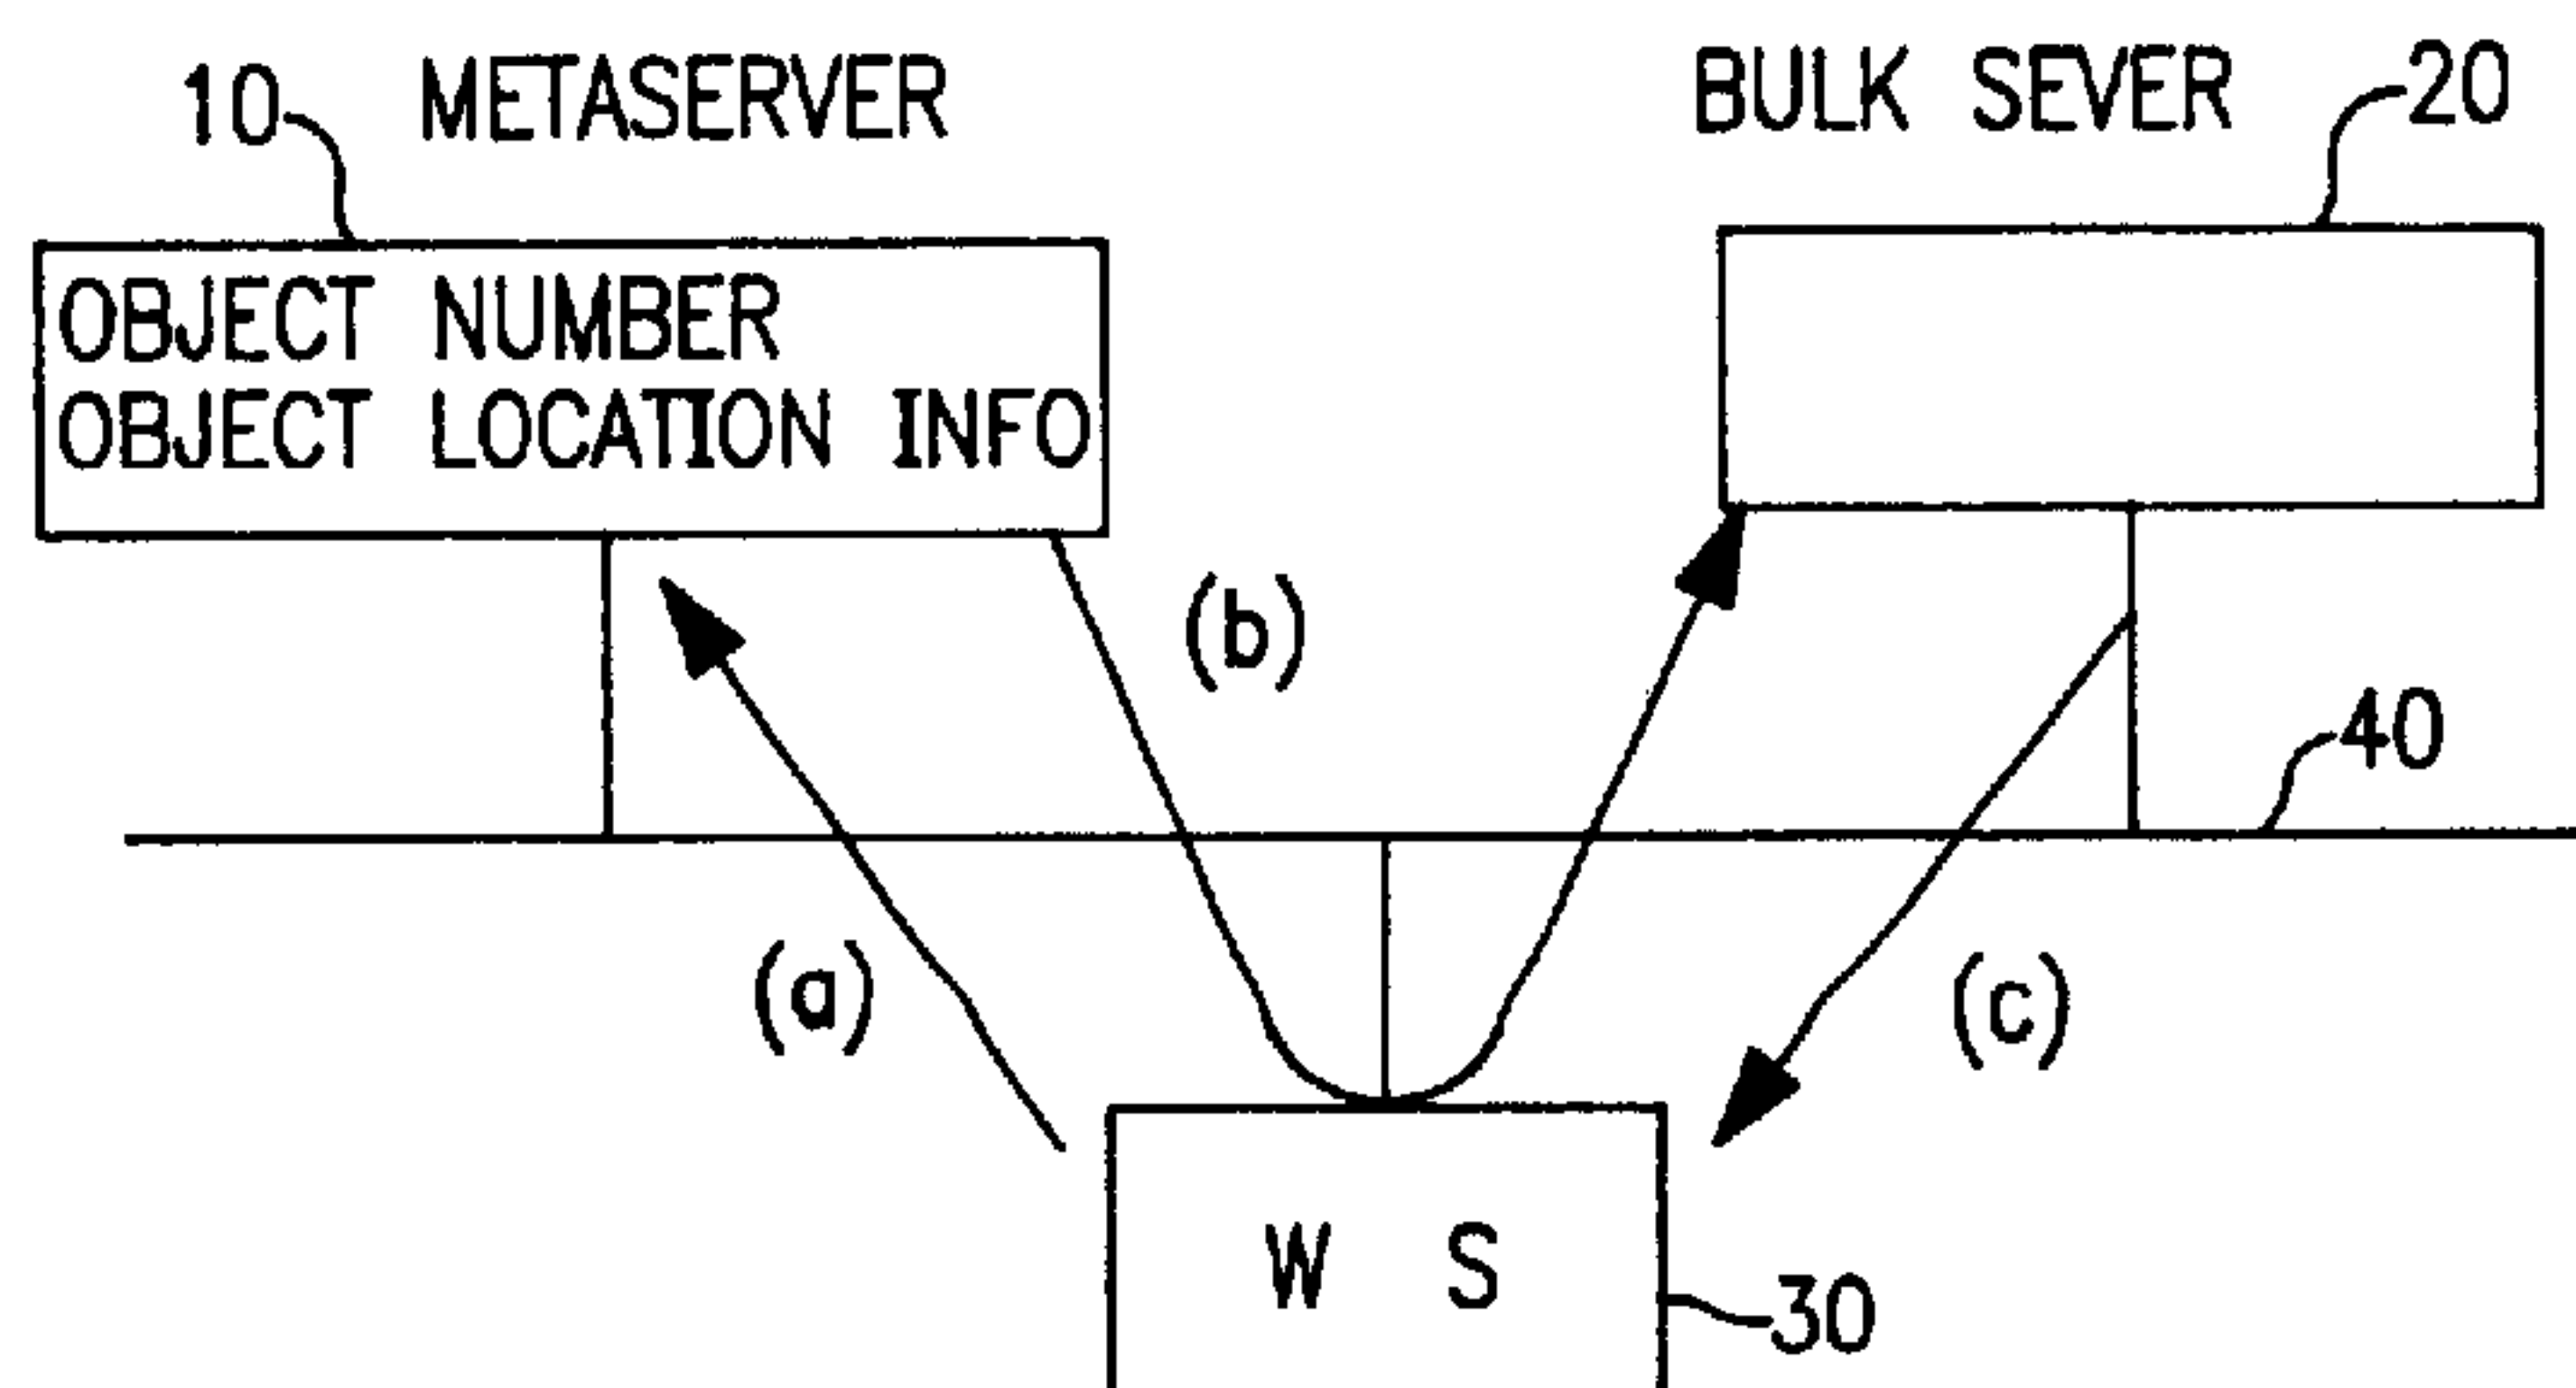 10 METASERVER
BULK SEVER 20
OBJECT NUMBER
OBJECT LOCATION INFO
(b)
40
(a)
(c)
W S
30